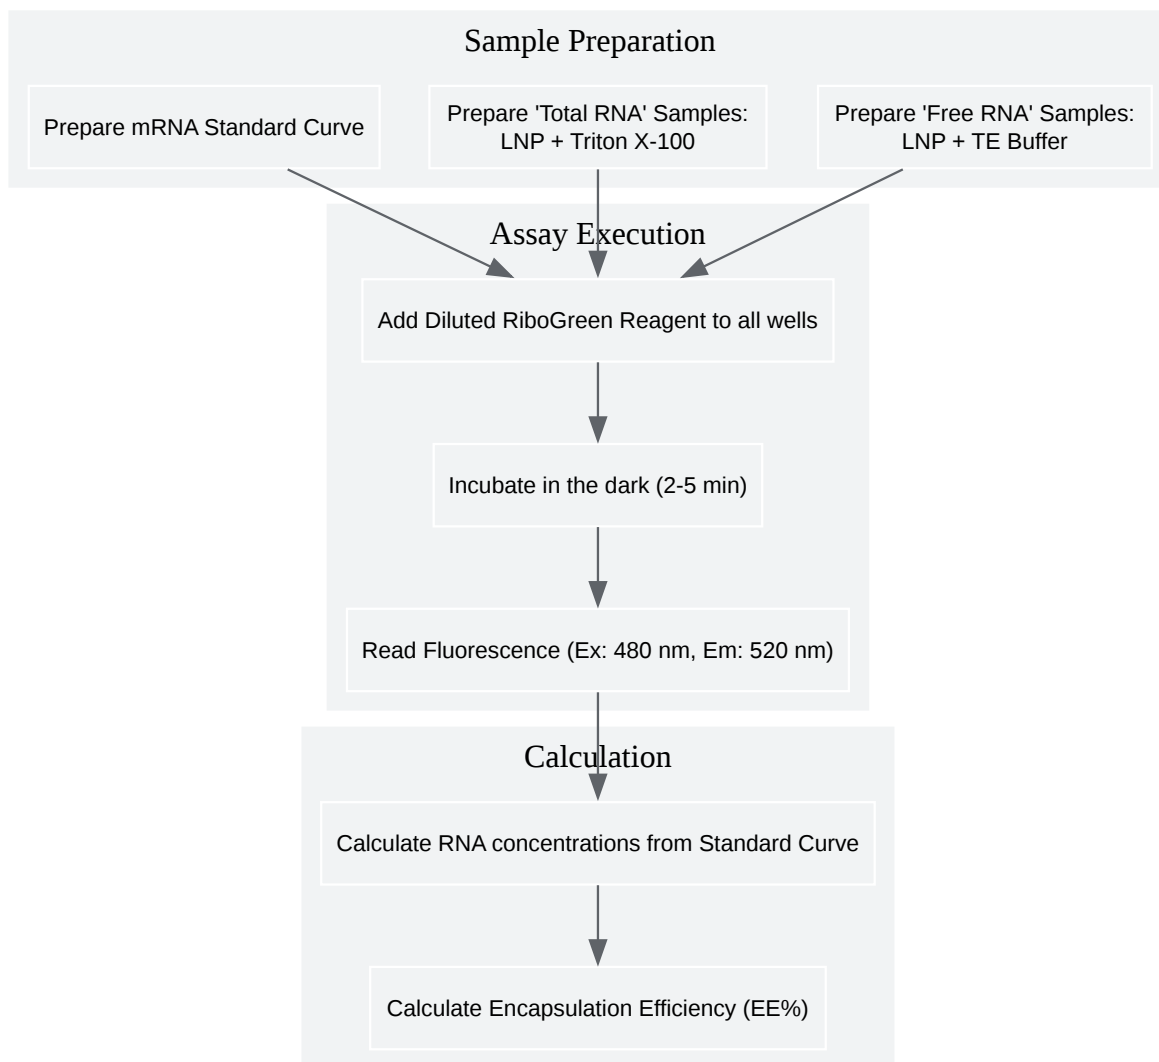 Sample Preparation
Prepare mRNA Standard Curve
Prepare 'Total RNA' Samples:
LNP + Triton X-100
Prepare 'Free RNA' Samples:
LNP + TE Buffer
Assay Execution
Add Diluted RiboGreen Reagent to all wells
Incubate in the dark (2-5 min)
Read Fluorescence (Ex: 480 nm, Em: 520 nm)
Calculation
Calculate RNA concentrations from Standard Curve
Calculate Encapsulation Efficiency (EE%)